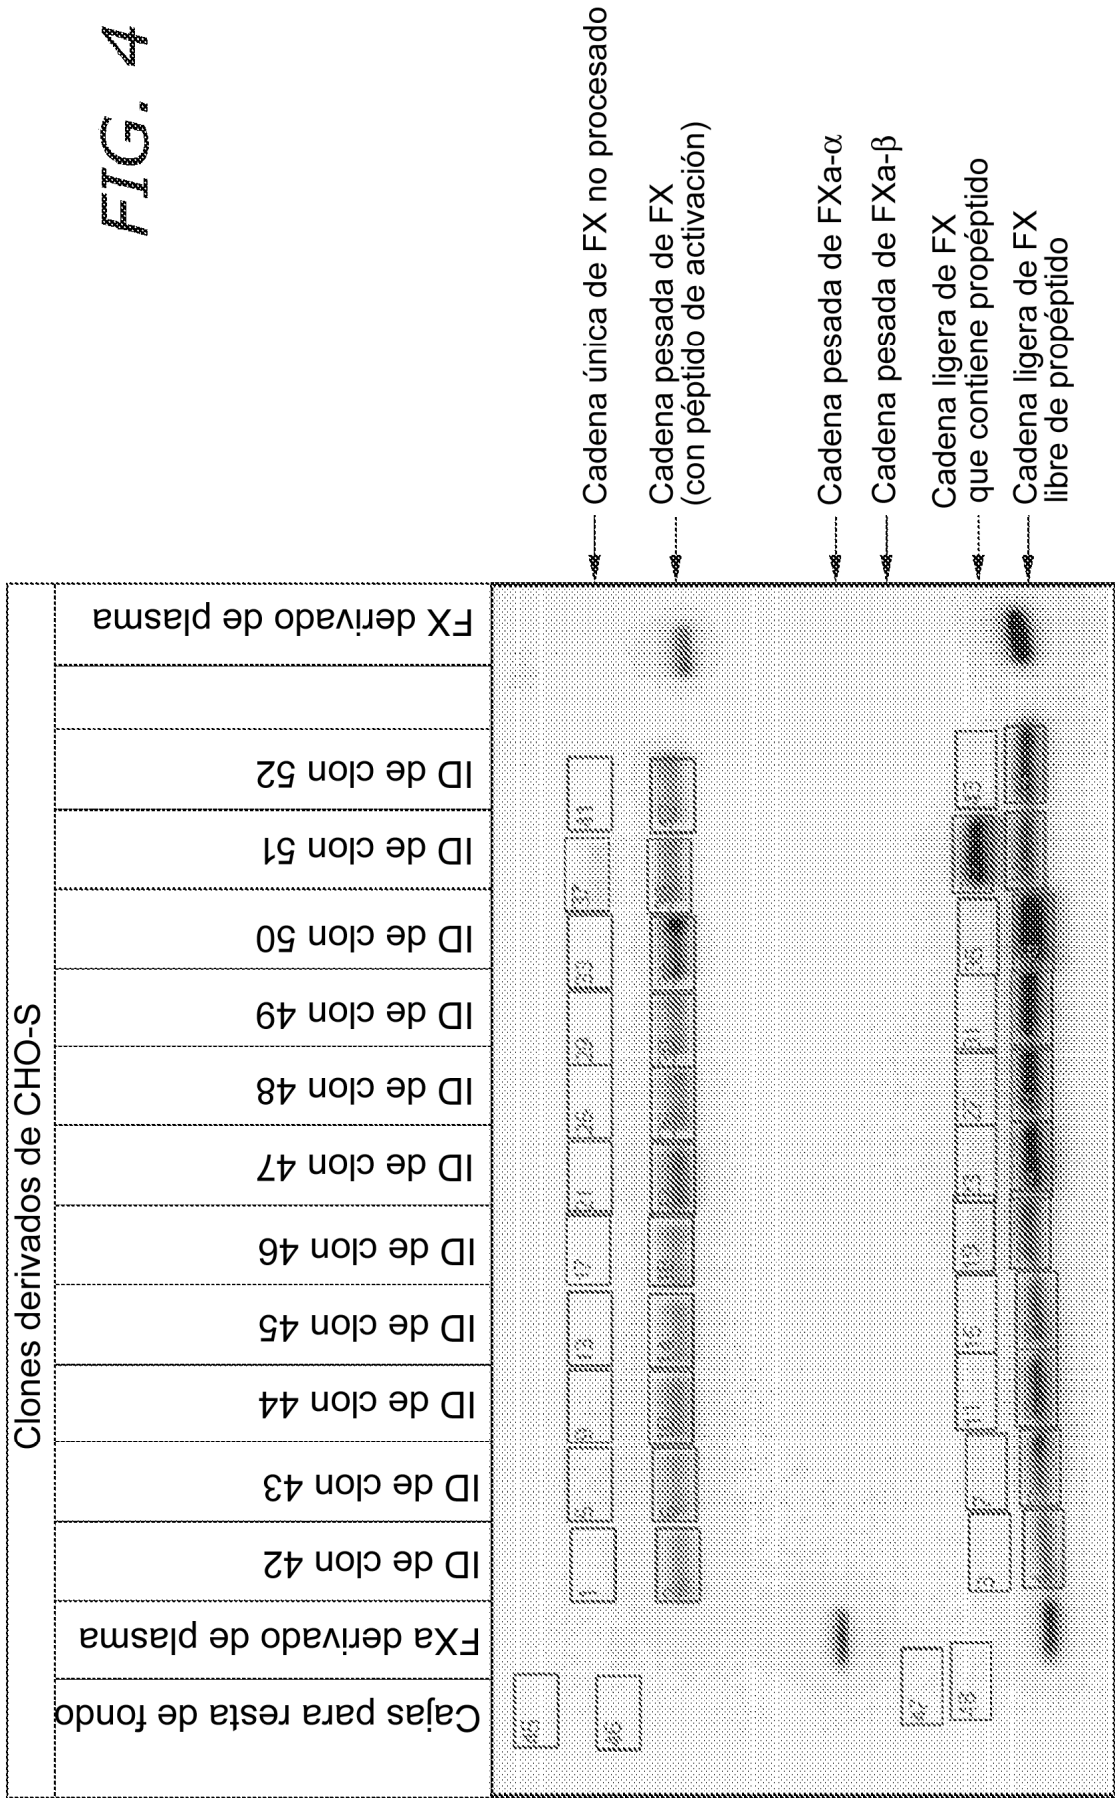 FIG. 4
Clones derivados de CHO-S
Cajas para resta de fondo
FXa derivado de plasma
ID de clon 42
ID de clon 43
ID de clon 44
ID de clon 45
ID de clon 46
ID de clon 47
ID de clon 48
ID de clon 49
ID de clon 50
ID de clon 51
ID de clon 52
FX derivado de plasma
Cadena única de FX no procesado
Cadena pesada de FX
(con péptido de activación)
Cadena pesada de FXa-α
Cadena pesada de FXa-β
Cadena ligera de FX
que contiene propéptido
Cadena ligera de FX
libre de propéptido